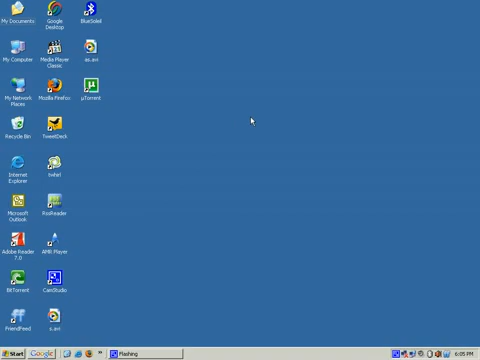 My Documents
Google
Desktop
BlueSoleil
My Computer
Media Player
Classic
as.avi
My Network
Places
Mozilla Firefox
µTorrent
Recycle Bin
TweetDeck
Internet
Explorer
twhirl
Microsoft
Outlook
RssReader
Adobe Reader
7.0
AMR Player
BitTorrent
CamStudio
FriendFeed
x.avi
Start
Google
Flashing
6:05 PM